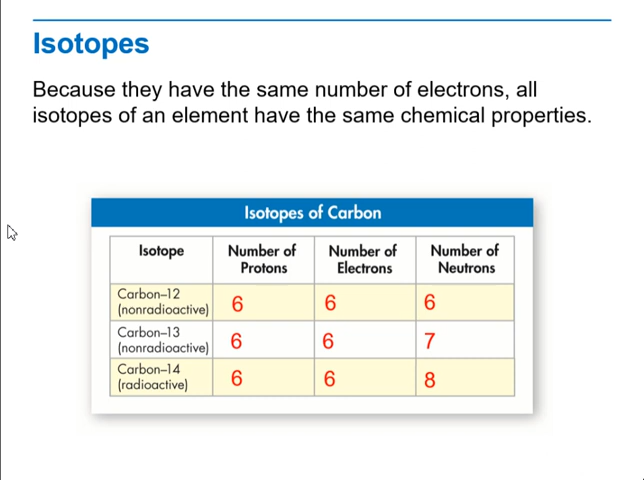 Isotopes
Because they have the same number of electrons, all
isotopes of an element have the same chemical properties.
Isotopes of Carbon
Isotope Number of Protons Number of Electrons Number of Neutrons
Carbon–12 (nonradioactive) 6 6 6
Carbon–13 (nonradioactive) 6 6 7
Carbon–14 (radioactive) 6 6 8